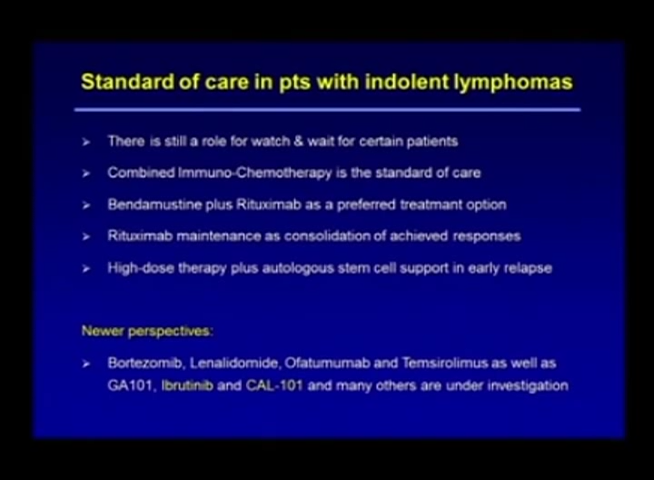 Standard of care in pts with indolent lymphomas
➢ There is still a role for watch & wait for certain patients
➢ Combined Immuno-Chemotherapy is the standard of care
➢ Bendamustine plus Rituximab as a preferred treatmant option
➢ Rituximab maintenance as consolidation of achieved responses
➢ High-dose therapy plus autologous stem cell support in early relapse
Newer perspectives:
➢ Bortezomib, Lenalidomide, Ofatumumab and Temsirolimus as well as
GA101, Ibrutinib and CAL-101 and many others are under investigation